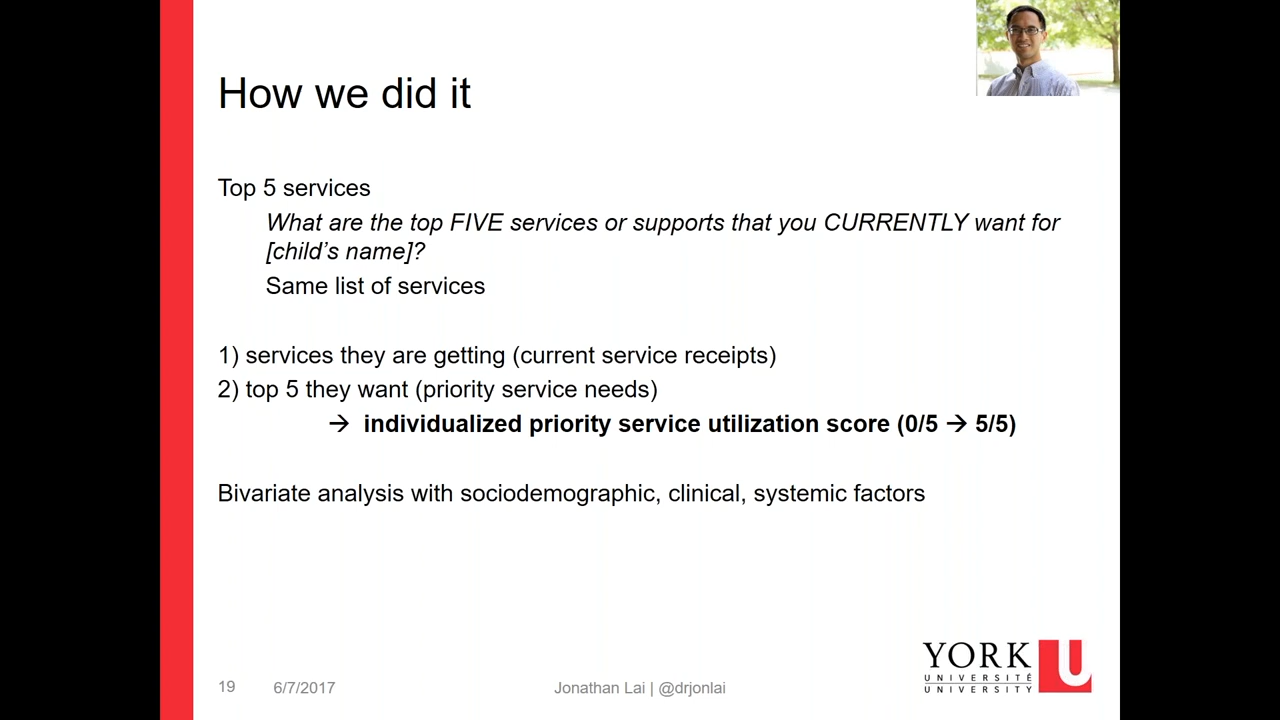 How we did it
Top 5 services
What are the top FIVE services or supports that you CURRENTLY want for
[child’s name]?
Same list of services
1) services they are getting (current service receipts)
2) top 5 they want (priority service needs)
→ individualized priority service utilization score (0/5 → 5/5)
Bivariate analysis with sociodemographic, clinical, systemic factors
19 6/7/2017 Jonathan Lai | @drjonlai
YORK U
UNIVERSITÉ
UNIVERSITY